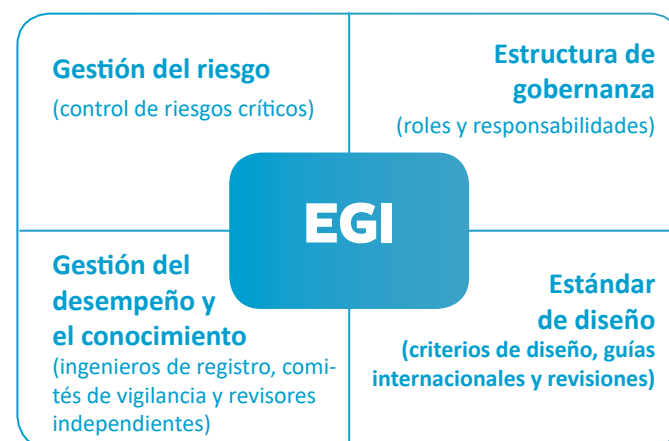 Gestión del riesgo
(control de riesgos críticos)
Estructura de
gobernanza
(roles y responsabilidades)
EGI
Gestión del
desempeño y
el conocimiento
(ingenieros de registro, comi-
tés de vigilancia y revisores
independientes)
Estándar
de diseño
(criterios de diseño, guías
internacionales y revisiones)